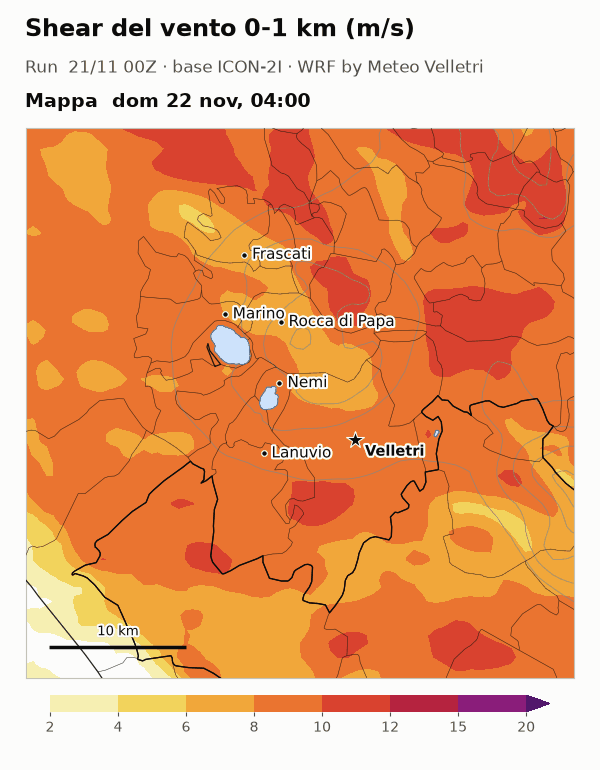 Shear del vento 0-1 km (m/s)
Run 21/11 00Z · base ICON-2I · WRF by Meteo Velletri
Mappa dom 22 nov, 04:00
Frascati
Marino
Rocca di Papa
Nemi
Velletri
Lanuvio
10 km
2 4 6 8 10 12 15 20